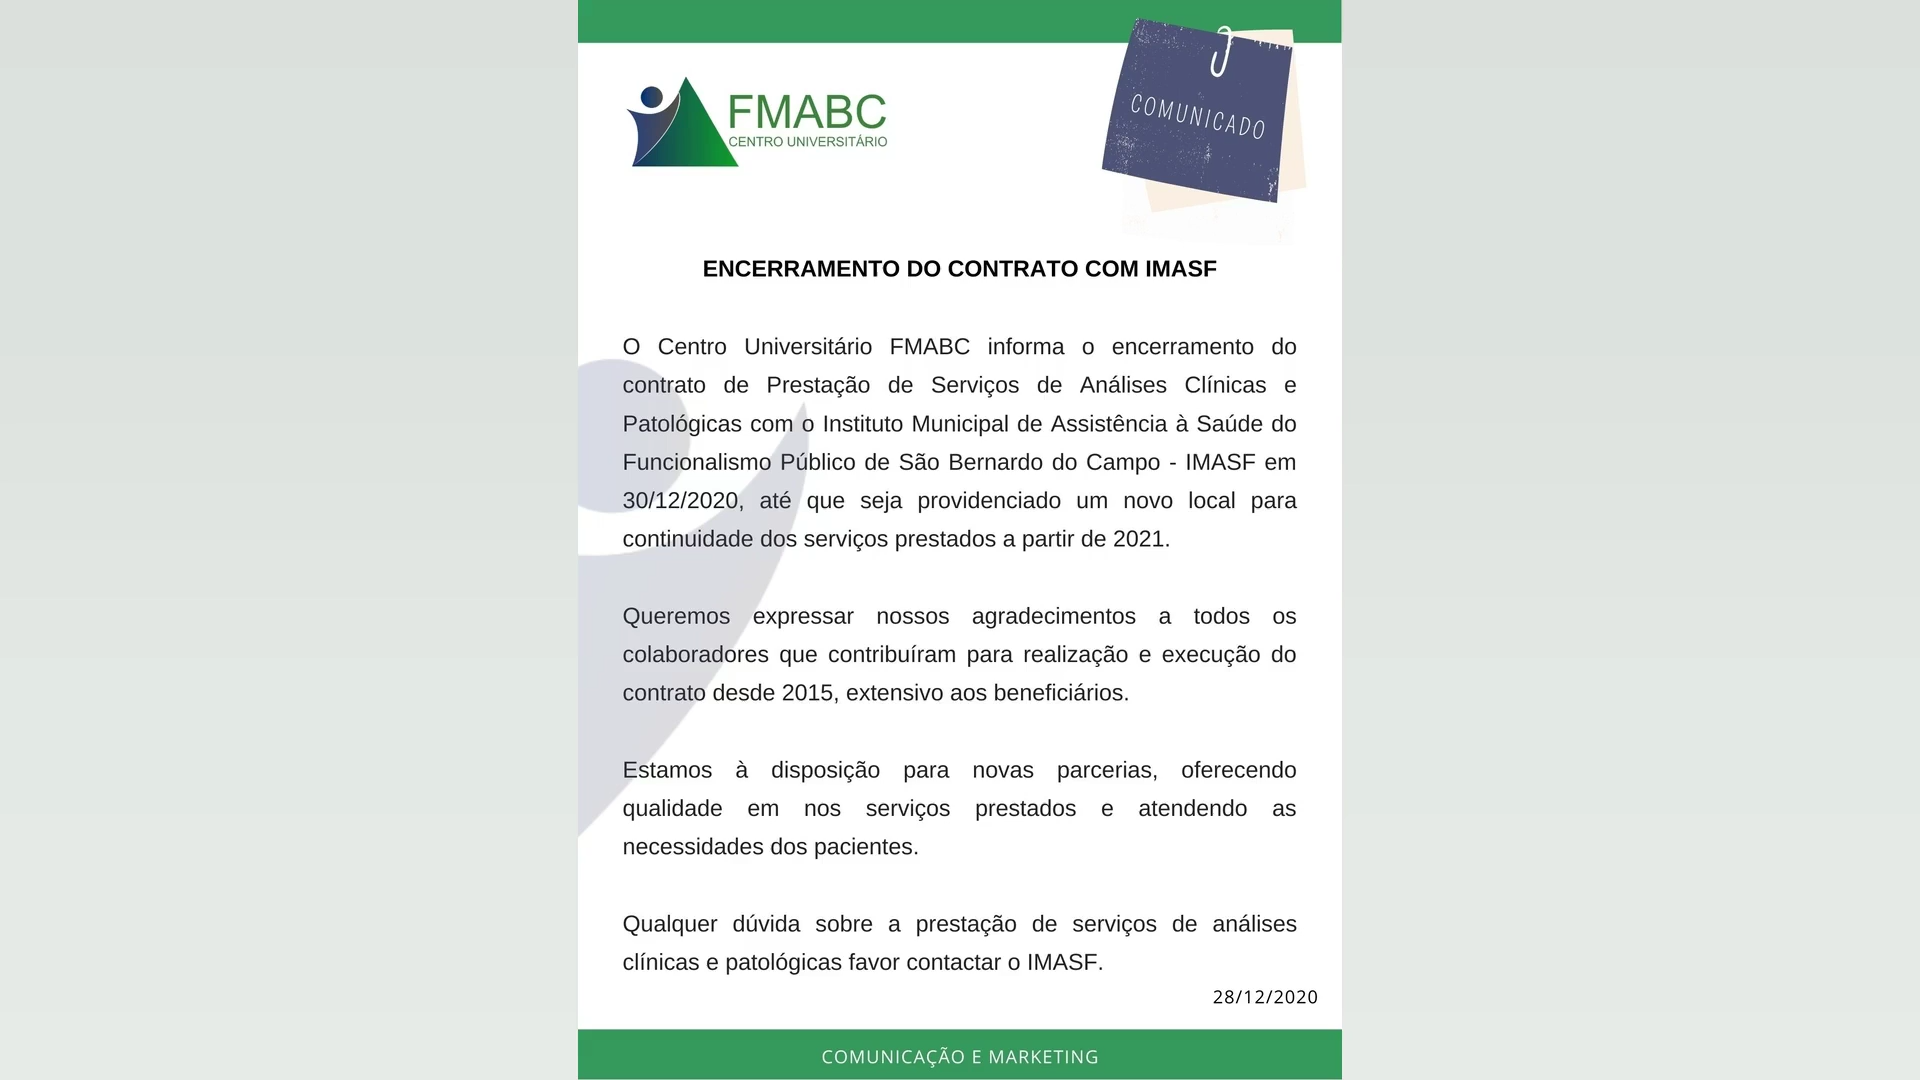 FMABC
CENTRO UNIVERSITÁRIO
COMUNICADO
ENCERRAMENTO DO CONTRATO COM IMASF
O Centro Universitário FMABC informa o encerramento do
contrato de Prestação de Serviços de Análises Clínicas e
Patológicas com o Instituto Municipal de Assistência à Saúde do
Funcionalismo Público de São Bernardo do Campo - IMASF em
30/12/2020, até que seja providenciado um novo local para
continuidade dos serviços prestados a partir de 2021.
Queremos expressar nossos agradecimentos a todos os
colaboradores que contribuíram para realização e execução do
contrato desde 2015, extensivo aos beneficiários.
Estamos à disposição para novas parcerias, oferecendo
qualidade em nos serviços prestados e atendendo as
necessidades dos pacientes.
Qualquer dúvida sobre a prestação de serviços de análises
clínicas e patológicas favor contactar o IMASF.
28/12/2020
COMUNICAÇÃO E MARKETING